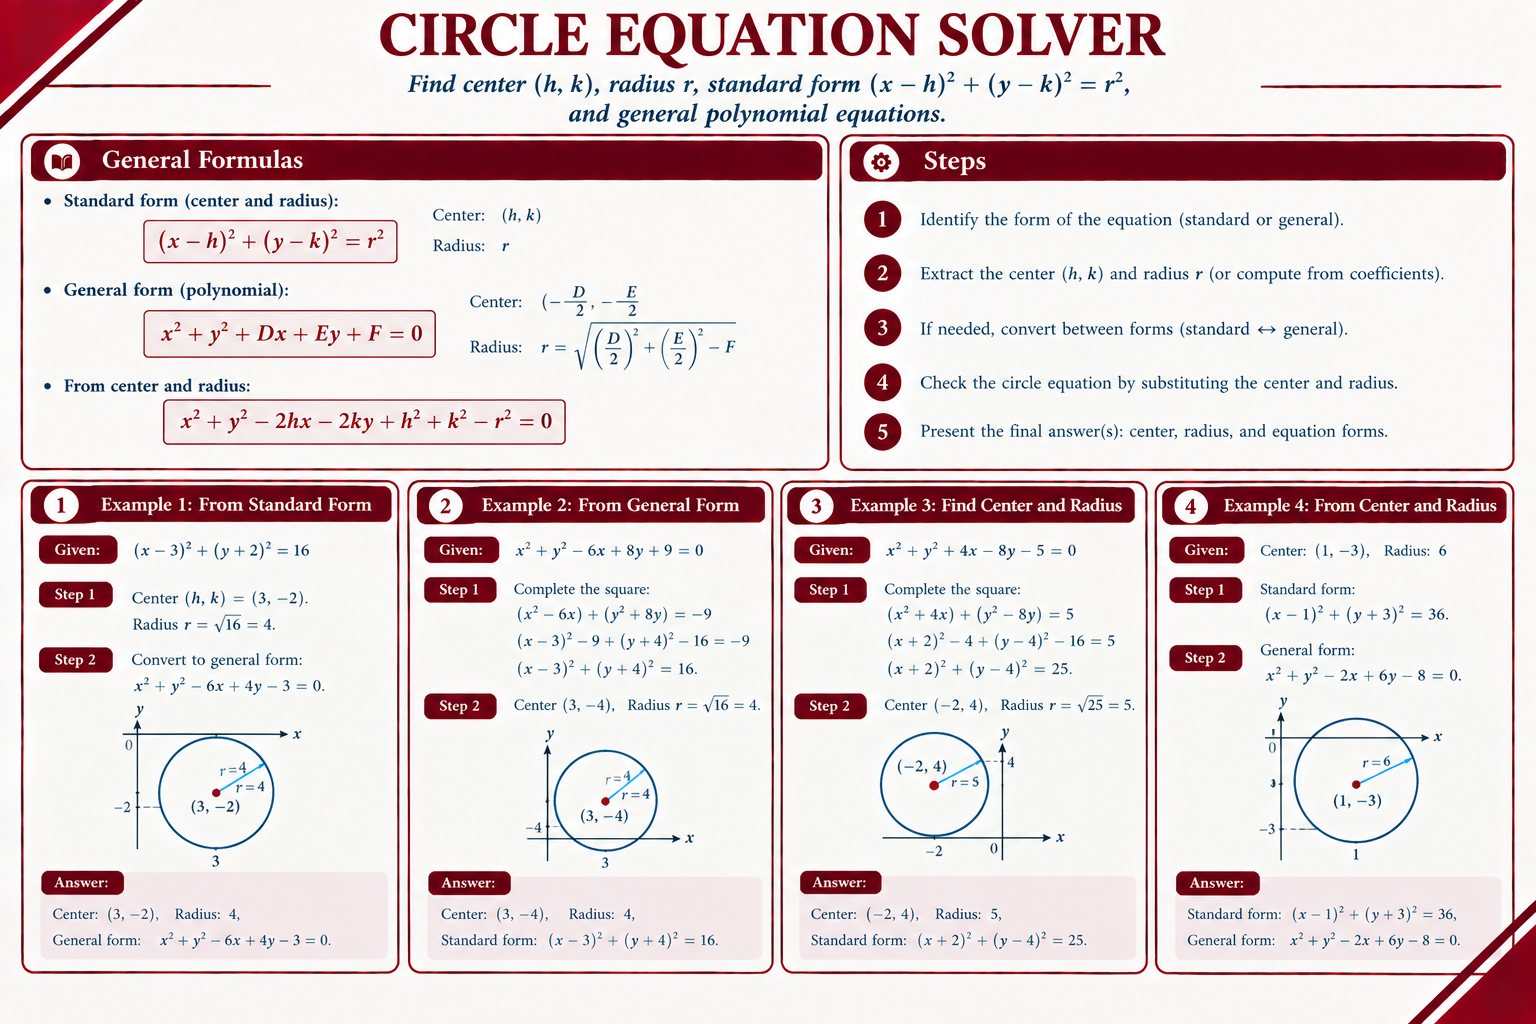 CIRCLE EQUATION SOLVER
Find center (h, k), radius r, standard form (x − h)² + (y − k)² = r²,
and general polynomial equations.
General Formulas
• Standard form (center and radius):
(x − h)² + (y − k)² = r²
Center: (h, k)
Radius: r
• General form (polynomial):
x² + y² + Dx + Ey + F = 0
Center: (−D/2, −E/2
Radius: r = √((D/2)² + (E/2)² − F
• From center and radius:
x² + y² − 2hx − 2ky + h² + k² − r² = 0
Steps
1 Identify the form of the equation (standard or general).
2 Extract the center (h, k) and radius r (or compute from coefficients).
3 If needed, convert between forms (standard ↔ general).
4 Check the circle equation by substituting the center and radius.
5 Present the final answer(s): center, radius, and equation forms.
1 Example 1: From Standard Form
Given: (x − 3)² + (y + 2)² = 16
Step 1 Center (h, k) = (3, −2).
Radius r = √16 = 4.
Step 2 Convert to general form:
x² + y² − 6x + 4y − 3 = 0.
y
x
0
r=4
r=4
−2
(3, −2)
3
Answer:
Center: (3, −2), Radius: 4,
General form: x² + y² − 6x + 4y − 3 = 0.
2 Example 2: From General Form
Given: x² + y² − 6x + 8y + 9 = 0
Step 1 Complete the square:
(x² − 6x) + (y² + 8y) = −9
(x − 3)² − 9 + (y + 4)² − 16 = −9
(x − 3)² + (y + 4)² = 16.
Step 2 Center (3, −4), Radius r = √16 = 4.
y
r=4
r=4
(3, −4)
−4
x
3
Answer:
Center: (3, −4), Radius: 4,
Standard form: (x − 3)² + (y + 4)² = 16.
3 Example 3: Find Center and Radius
Given: x² + y² + 4x − 8y − 5 = 0
Step 1 Complete the square:
(x² + 4x) + (y² − 8y) = 5
(x + 2)² − 4 + (y − 4)² − 16 = 5
(x + 2)² + (y − 4)² = 25.
Step 2 Center (−2, 4), Radius r = √25 = 5.
y
(−2, 4)
4
r=5
x
−2
0
Answer:
Center: (−2, 4), Radius: 5,
Standard form: (x + 2)² + (y − 4)² = 25.
4 Example 4: From Center and Radius
Given: Center: (1, −3), Radius: 6
Step 1 Standard form:
(x − 1)² + (y + 3)² = 36.
Step 2 General form:
x² + y² − 2x + 6y − 8 = 0.
y
x
0
r=6
(1, −3)
−3
1
Answer:
Standard form: (x − 1)² + (y + 3)² = 36,
General form: x² + y² − 2x + 6y − 8 = 0.